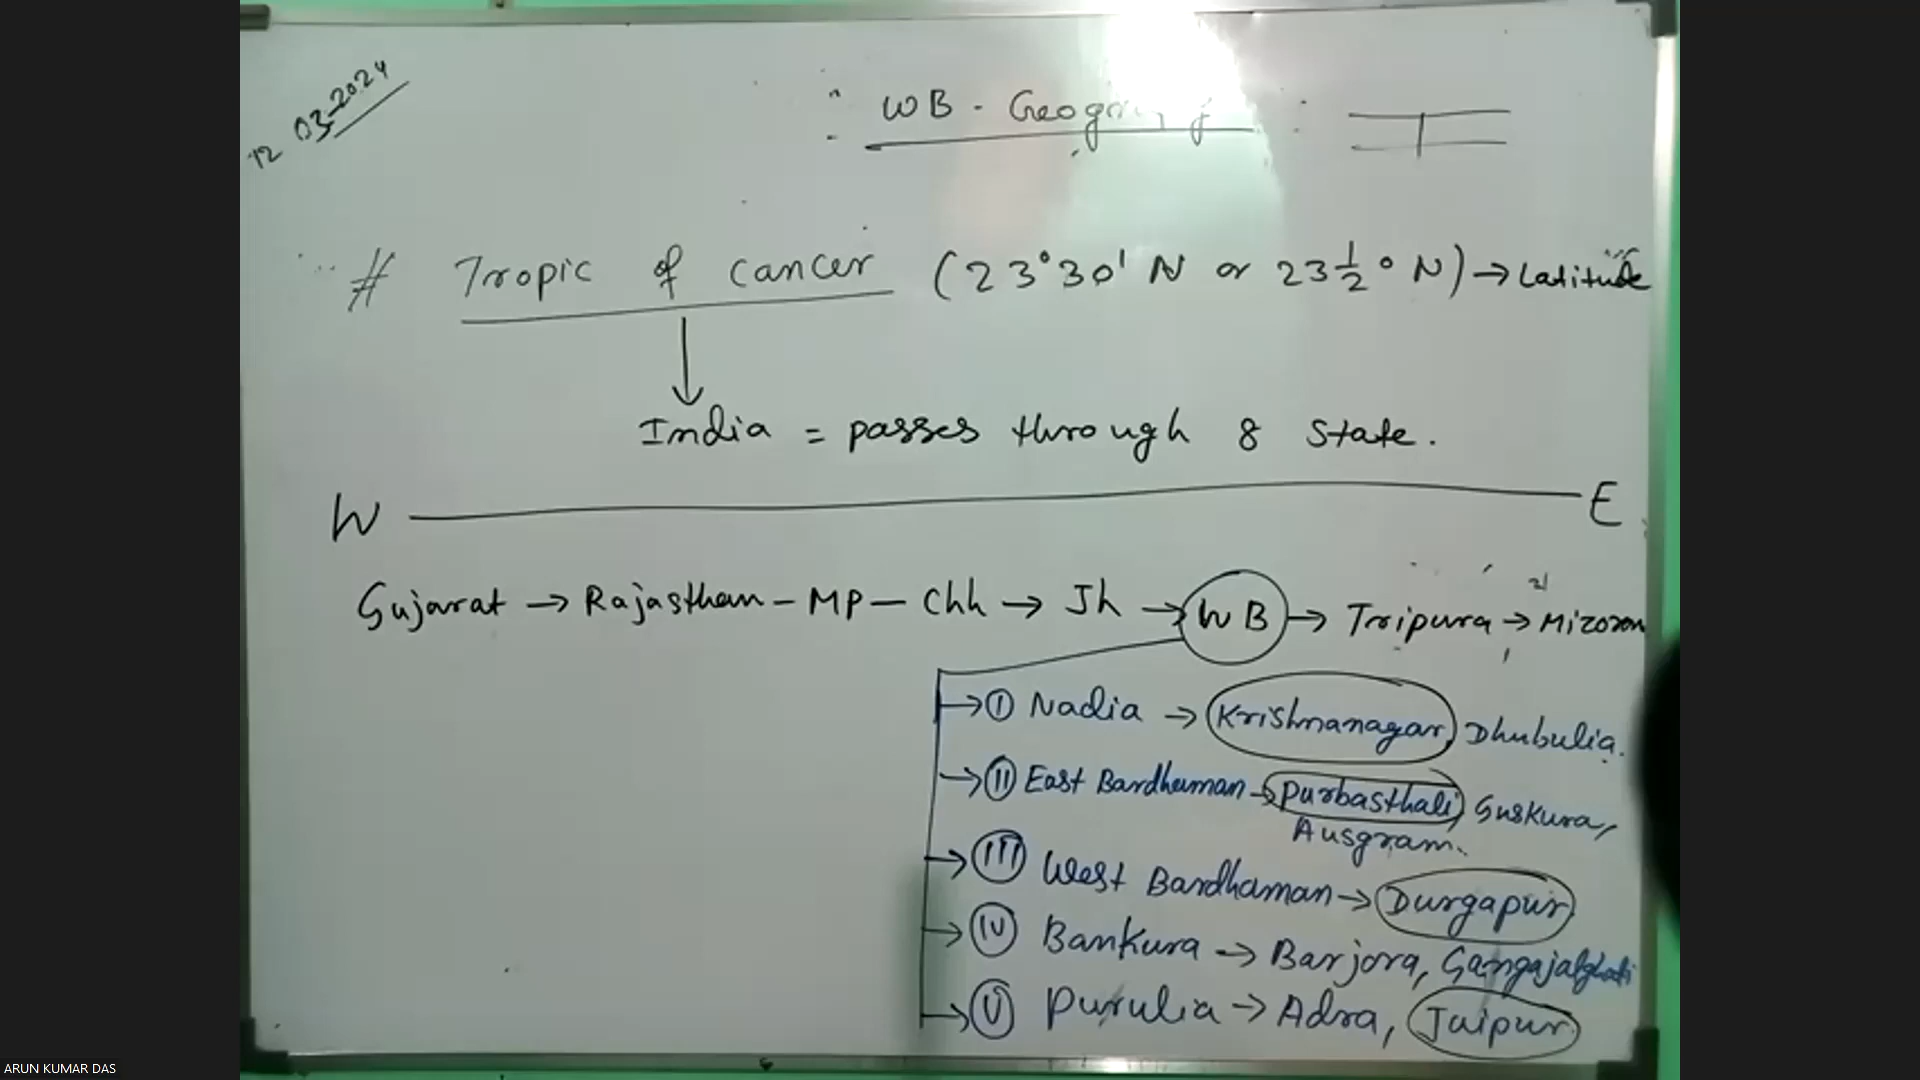 12 03-2024
WB - Geography
# Tropic of cancer (23°30' N or 23 1/2° N) → Latitude
India = passes through 8 state.
W E
Gujarat → Rajasthan - MP - Chh → Jh → WB → Tripura → Mizoram
→ I Nadia → Krishnanagar, Dhubulia.
→ II East Bardhaman → Purbasthali, Guskura,
Ausgram.
→ III West Bardhaman → Durgapur
→ IV Bankura → Barjora, Gangajalghati
→ V Purulia → Adra, Jaipur
ARUN KUMAR DAS